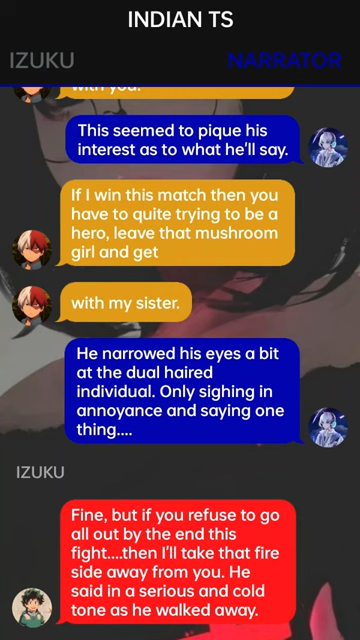 INDIAN TS
IZUKU
NARRATOR
with you.
This seemed to pique his
interest as to what he'll say.
If I win this match then you
have to quite trying to be a
hero, leave that mushroom
girl and get
with my sister.
He narrowed his eyes a bit
at the dual haired
individual. Only sighing in
annoyance and saying one
thing....
IZUKU
Fine, but if you refuse to go
all out by the end this
fight....then I'll take that fire
side away from you. He
said in a serious and cold
tone as he walked away.